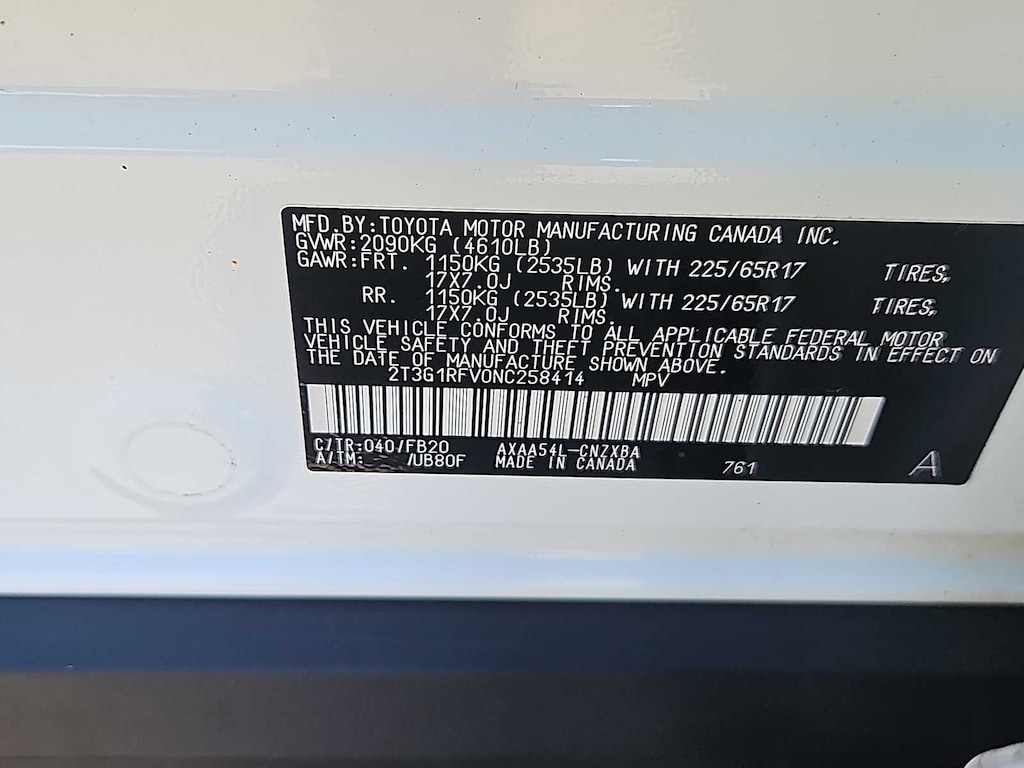 MFD.BY:TOYOTA MOTOR MANUFACTURING CANADA INC.
GVWR:2090KG (4610LB)
GAWR:FRT. 1150KG (2535LB) WITH 225/65R17 TIRES,
17X7.0J RIMS.
RR. 1150KG (2535LB) WITH 225/65R17 TIRES,
17X7.0J RIMS.
THIS VEHICLE CONFORMS TO ALL APPLICABLE FEDERAL MOTOR
VEHICLE SAFETY AND THEFT PREVENTION STANDARDS IN EFFECT ON
THE DATE OF MANUFACTURE SHOWN ABOVE.
2T3G1RFV0NC258414 MPV
C/TR:040/FB20 AXAA54L-CNZXBA
A/TM: /UB80F MADE IN CANADA 761 A